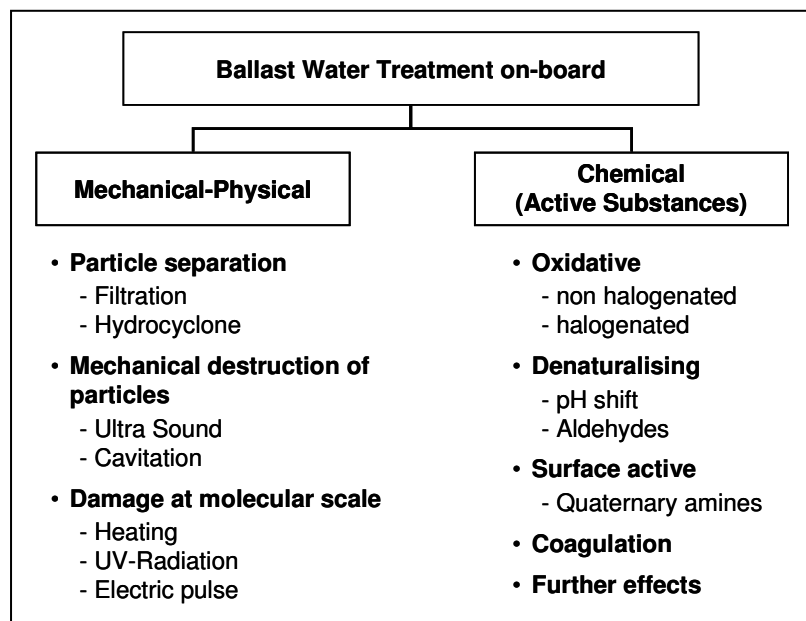 Ballast Water Treatment on-board
Mechanical-Physical
• Particle separation
- Filtration
- Hydrocyclone
• Mechanical destruction of
particles
- Ultra Sound
- Cavitation
• Damage at molecular scale
- Heating
- UV-Radiation
- Electric pulse
Chemical
(Active Substances)
• Oxidative
- non halogenated
- halogenated
• Denaturalising
- pH shift
- Aldehydes
• Surface active
- Quaternary amines
• Coagulation
• Further effects